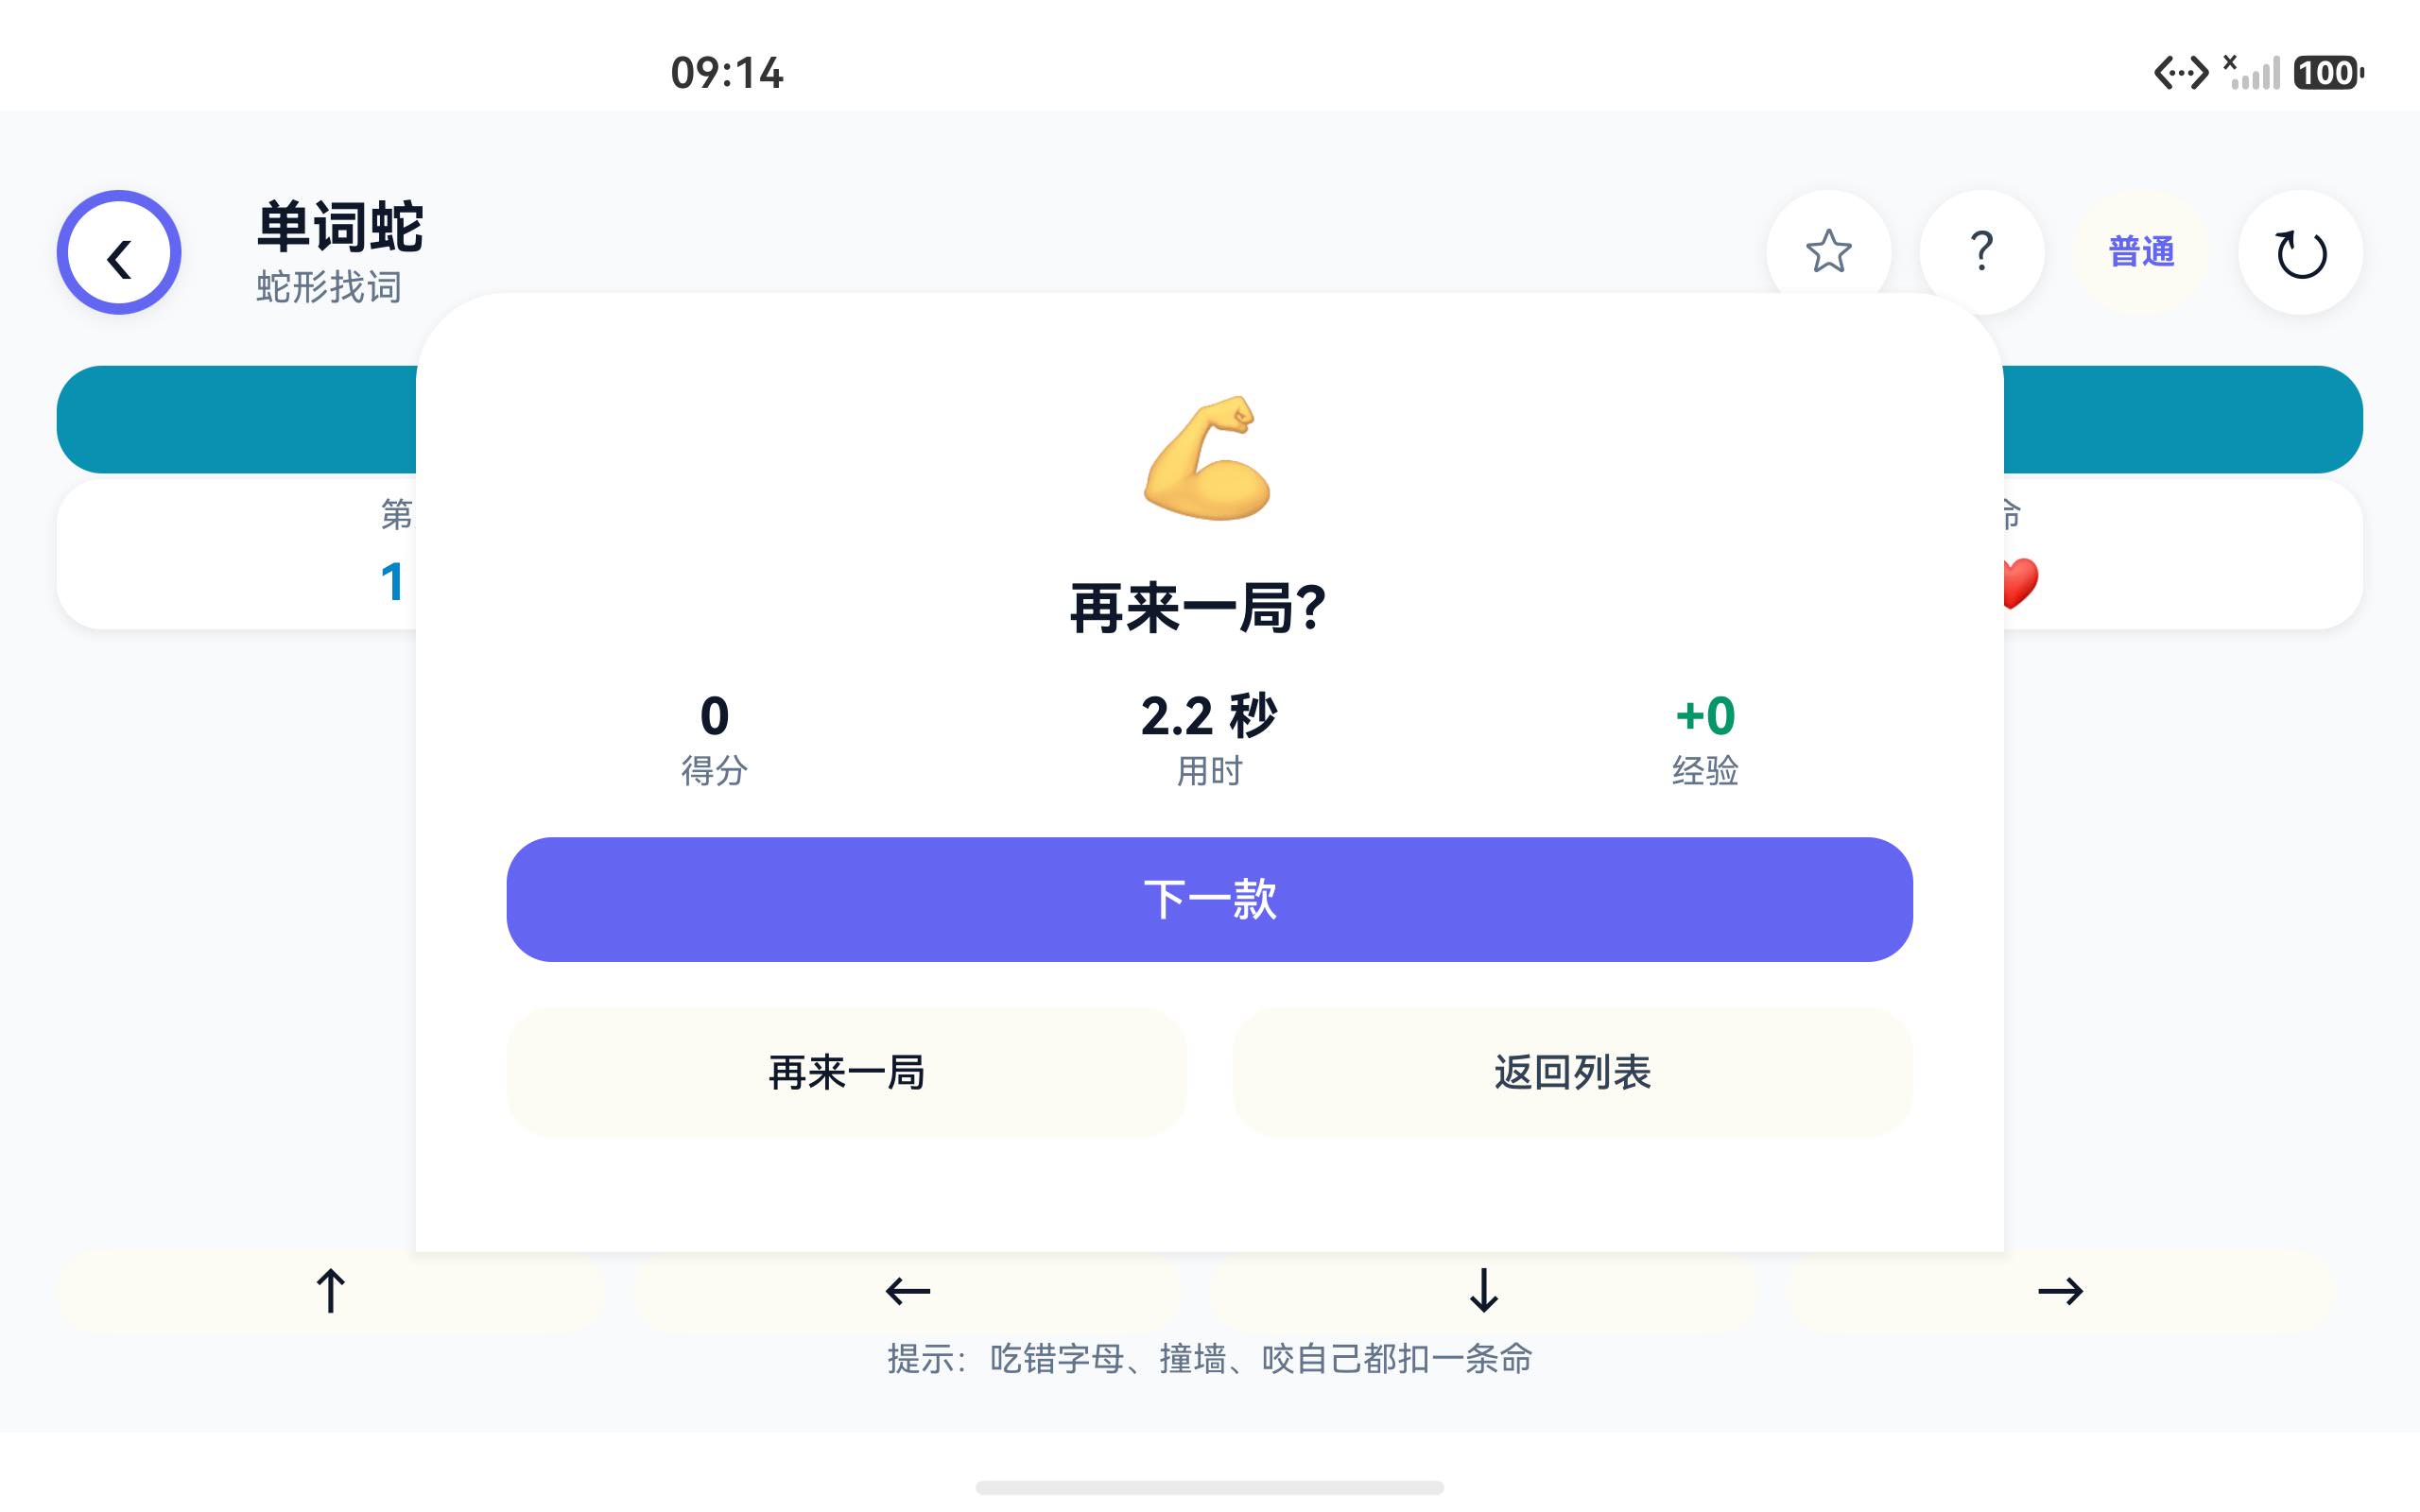 09:14
100
单词蛇
蛇形找词
?
普通
第
命
1
再来一局?
0
2.2 秒
+0
得分
用时
经验
下一款
再来一局
返回列表
↑ ← ↓ →
提示：吃错字母、撞墙、咬自己都扣一条命